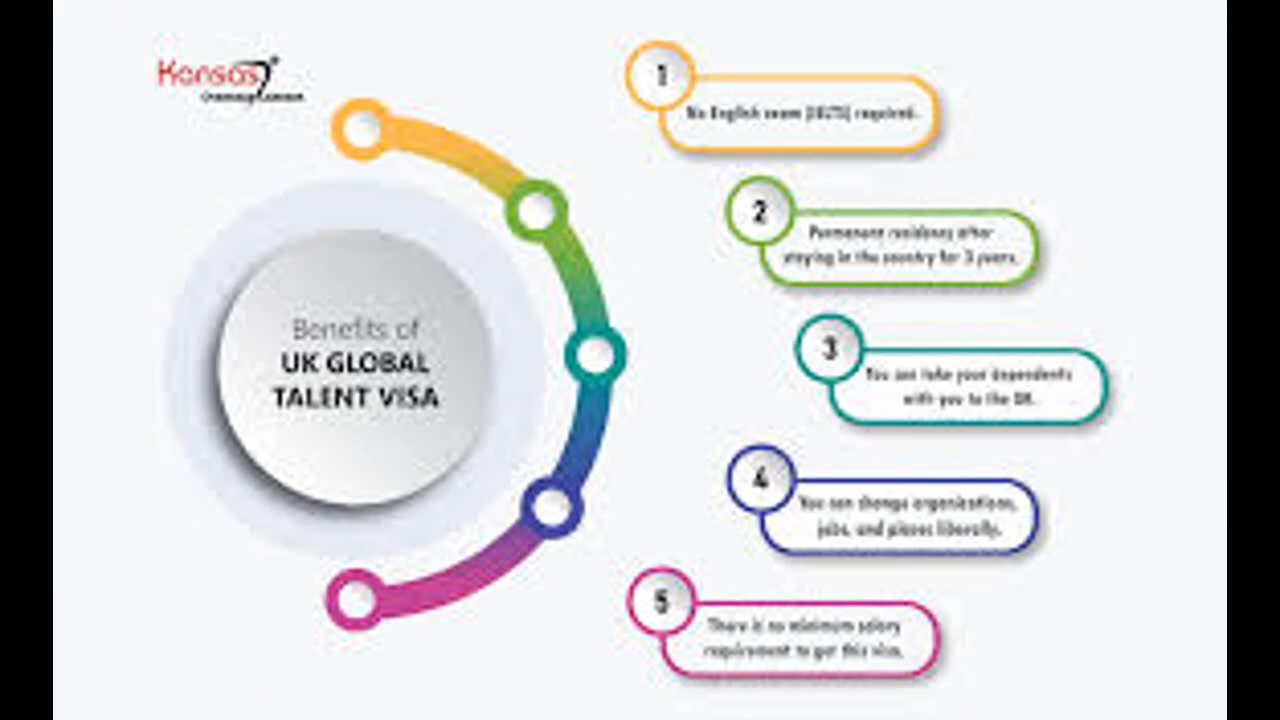 Kansas
Benefits of
UK GLOBAL
TALENT VISA
1
No English exam (IELTS) required.
2
Permanent residency after
staying in the country for 3 years.
3
You can take your dependents
with you to the UK.
4
You can change organizations,
jobs, and places liberally.
5
There is no minimum salary
requirement to get this visa.